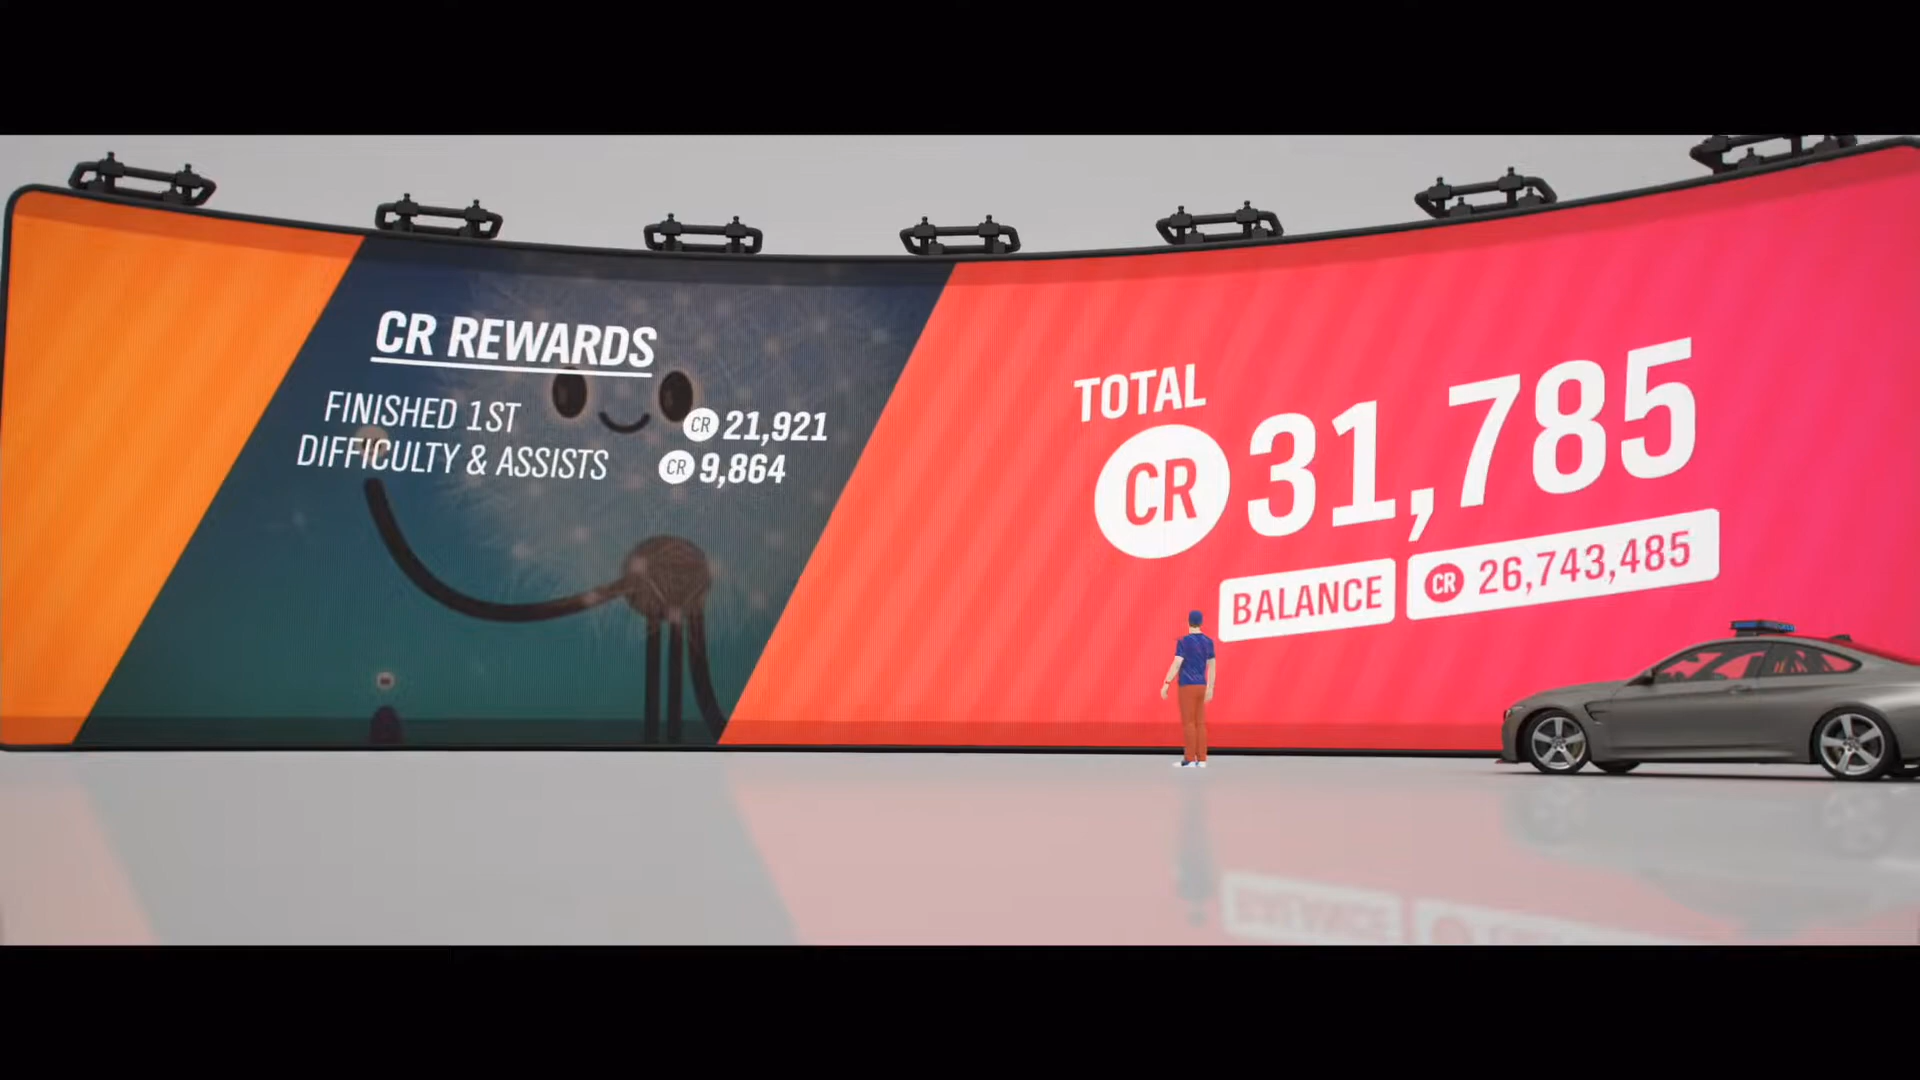 CR REWARDS
FINISHED 1ST CR 21,921
DIFFICULTY & ASSISTS CR 9,864
TOTAL
CR 31,785
BALANCE CR 26,743,485